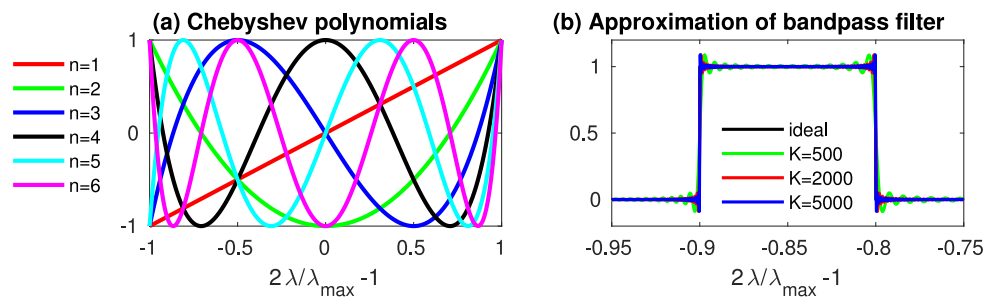 (a) Chebyshev polynomials
n=1
n=2
n=3
n=4
n=5
n=6
1
0
-1
-1
-0.5
0
0.5
1
2 λ/λmax -1
(b) Approximation of bandpass filter
1
0.5
0
ideal
K=500
K=2000
K=5000
-0.95
-0.9
-0.85
-0.8
-0.75
2 λ/λmax -1